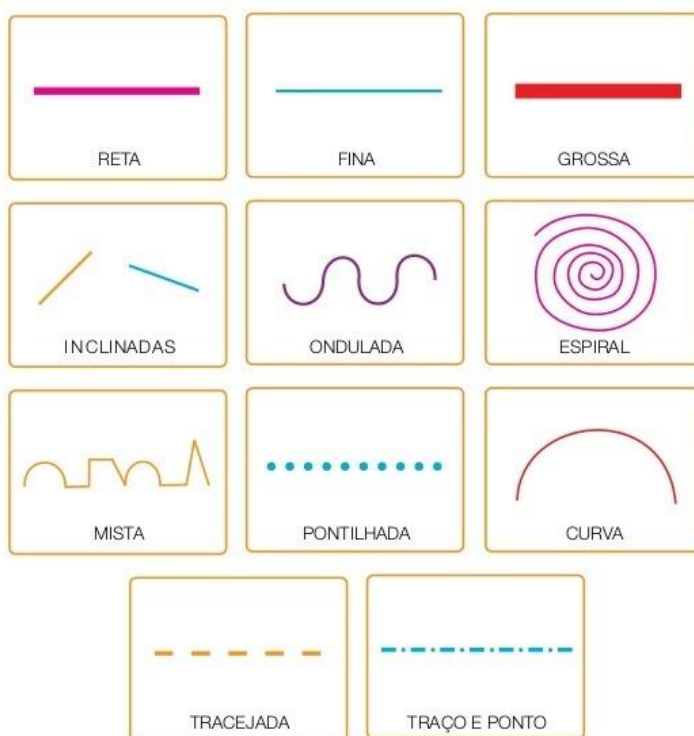 RETA
FINA
GROSSA
INCLINADAS
ONDULADA
ESPIRAL
MISTA
PONTILHADA
CURVA
TRACEJADA
TRAÇO E PONTO